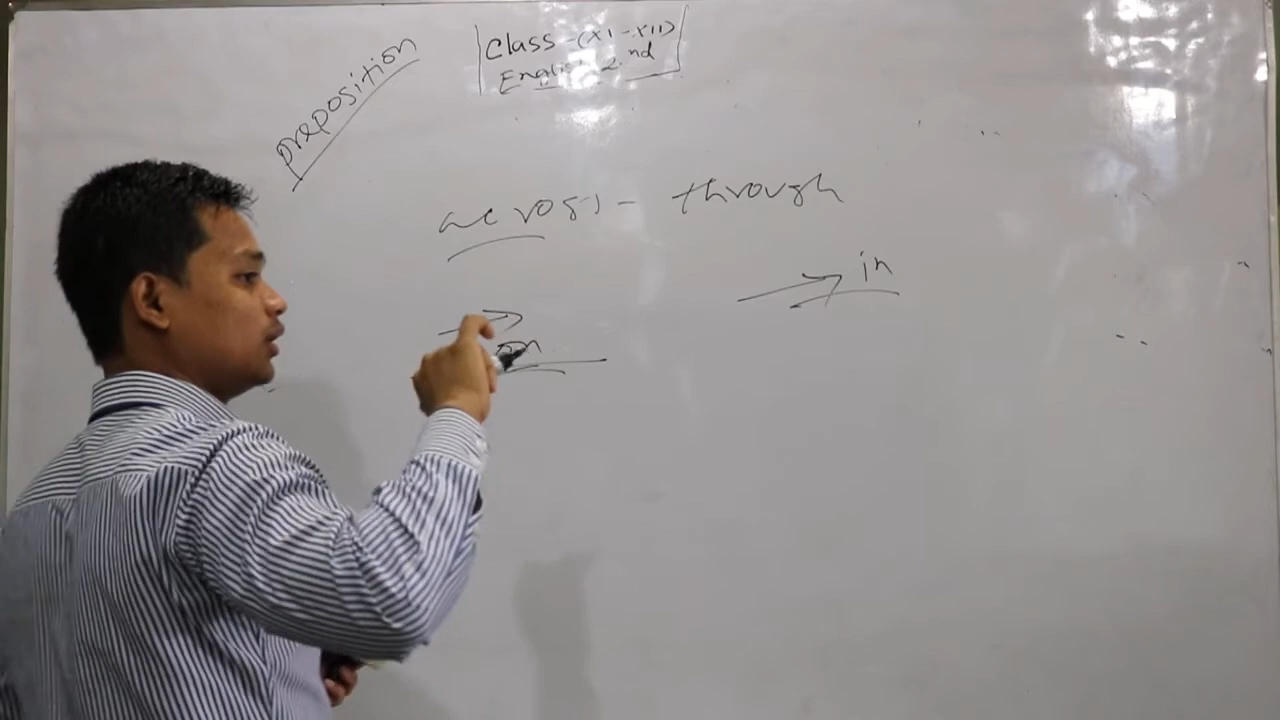 preposition
Class-(XI-XII)
English 2nd
across - through
in
on